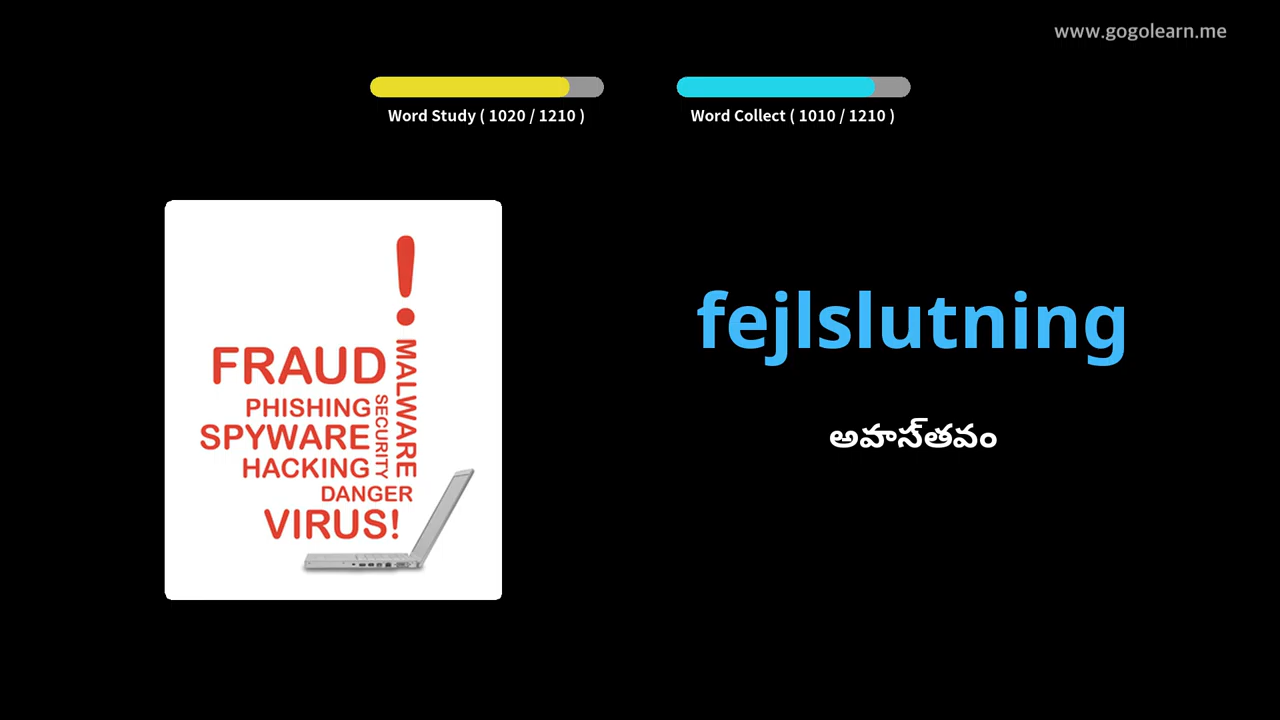 www.gogolearn.me
Word Study ( 1020 / 1210 )
Word Collect ( 1010 / 1210 )
!
FRAUD
MALWARE
PHISHING
SECURITY
SPYWARE
HACKING
DANGER
VIRUS!
fejlslutning
అవాస్‌తవం